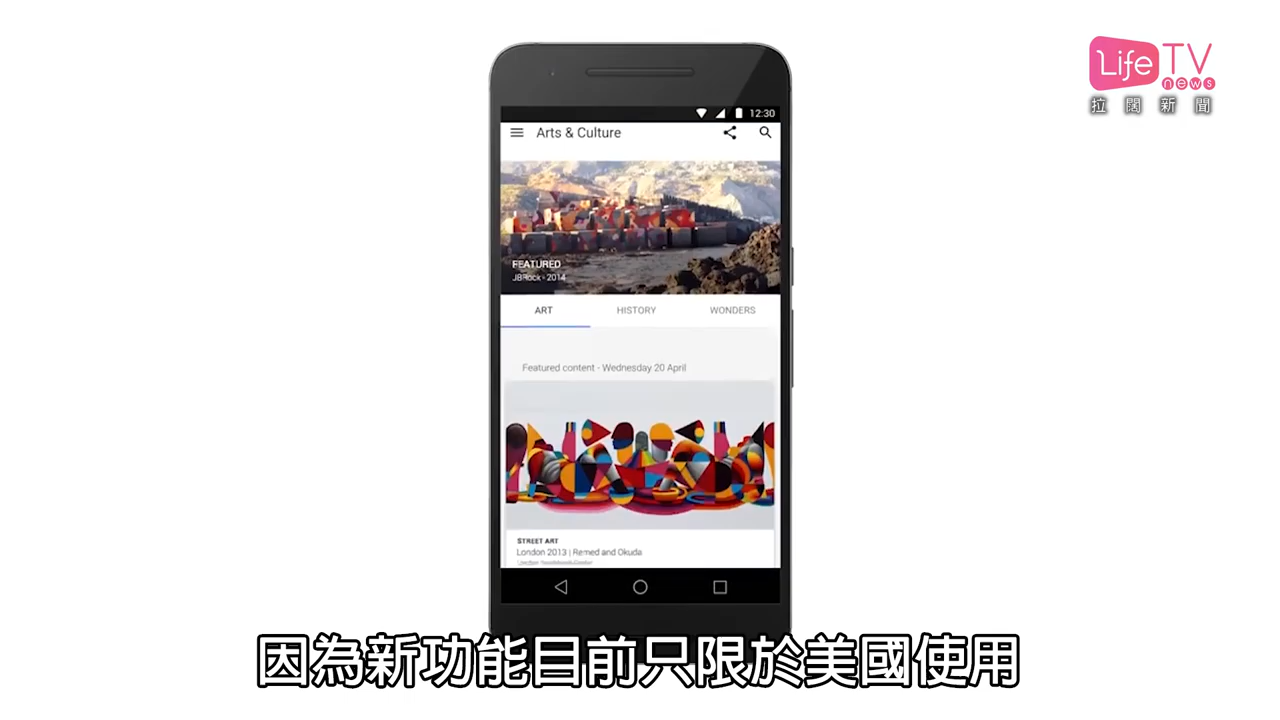 Life TV
news
拉闊新聞
12:30
Arts & Culture
FEATURED
JBRock - 2014
ART HISTORY WONDERS
Featured content - Wednesday 20 April
STREET ART
London 2013 | Remed and Okuda
因為新功能目前只限於美國使用